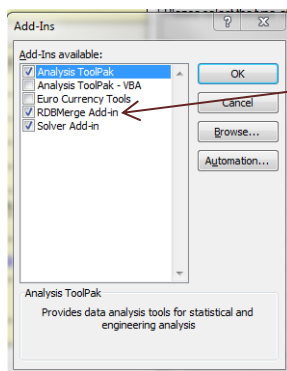 Add-Ins
Add-Ins available:
Analysis ToolPak
Analysis ToolPak - VBA
Euro Currency Tools
RDBMerge Add-in
Solver Add-in
OK
Cancel
Browse...
Automation...
Analysis ToolPak
Provides data analysis tools for statistical and
engineering analysis